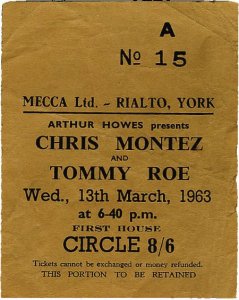 A
No 15
MECCA Ltd. - RIALTO, YORK
ARTHUR HOWES presents
CHRIS MONTEZ
AND
TOMMY ROE
Wed., 13th March, 1963
at 6-40 p.m.
FIRST HOUSE
CIRCLE 8/6
Tickets cannot be exchanged or money refunded.
THIS PORTION TO BE RETAINED